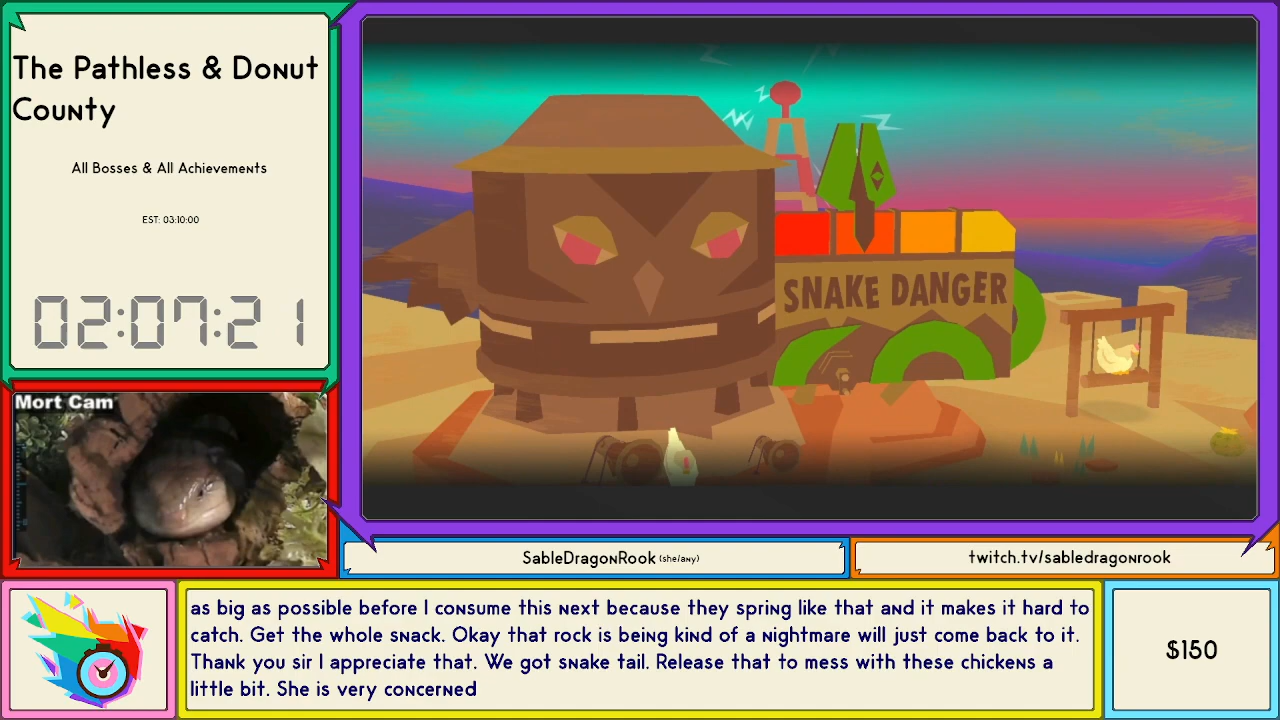 The Pathless & Donut
County
All Bosses & All Achievements
EST: 03:10:00
02:07:21
SNAKE DANGER
Mort Cam
SableDragonRook (she/any)
twitch.tv/sabledragonrook
as big as possible before I consume this next because they spring like that and it makes it hard to
catch. Get the whole snack. Okay that rock is being kind of a nightmare will just come back to it.
Thank you sir I appreciate that. We got snake tail. Release that to mess with these chickens a
little bit. She is very concerned
$150